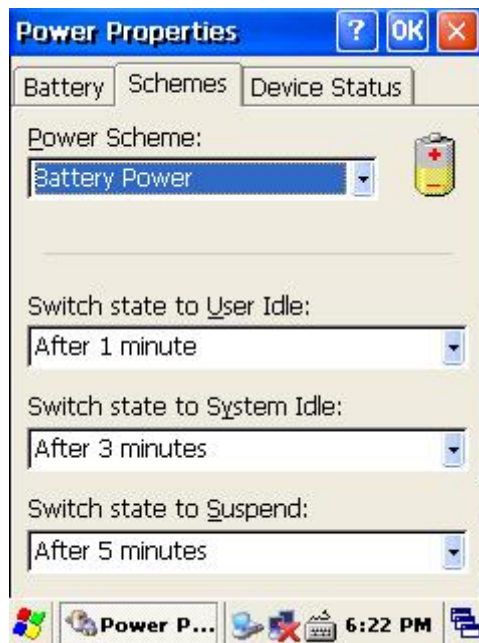 Power Properties ? OK ×
Battery Schemes Device Status
Power Scheme:
Battery Power
Switch state to User Idle:
After 1 minute
Switch state to System Idle:
After 3 minutes
Switch state to Suspend:
After 5 minutes
Power P... 6:22 PM